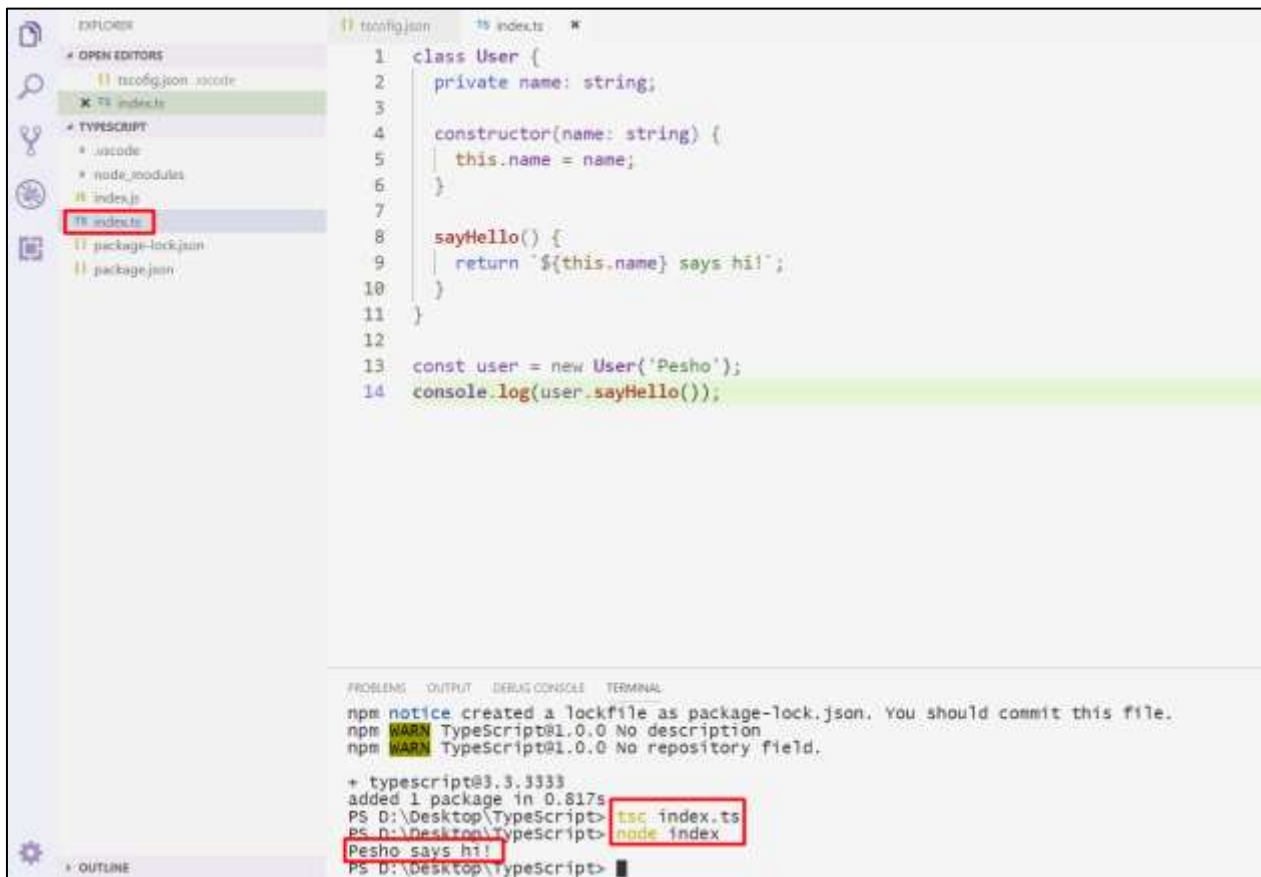 EXPLORER
OPEN EDITORS
tscofig.json .vscode
index.ts
TYPESCRIPT
.vscode
node_modules
index.js
index.ts
package-lock.json
package.json
OUTLINE
tsconfig.json index.ts
1 class User {
2 private name: string;
3
4 constructor(name: string) {
5 this.name = name;
6 }
7
8 sayHello() {
9 return `${this.name} says hi!`;
10 }
11 }
12
13 const user = new User('Pesho');
14 console.log(user.sayHello());
PROBLEMS OUTPUT DEBUG CONSOLE TERMINAL
npm notice created a lockfile as package-lock.json. You should commit this file.
npm WARN TypeScript@1.0.0 No description
npm WARN TypeScript@1.0.0 No repository field.
+ typescript@3.3.3333
added 1 package in 0.817s
PS D:\Desktop\TypeScript> tsc index.ts
PS D:\Desktop\TypeScript> node index
Pesho says hi!
PS D:\Desktop\TypeScript>